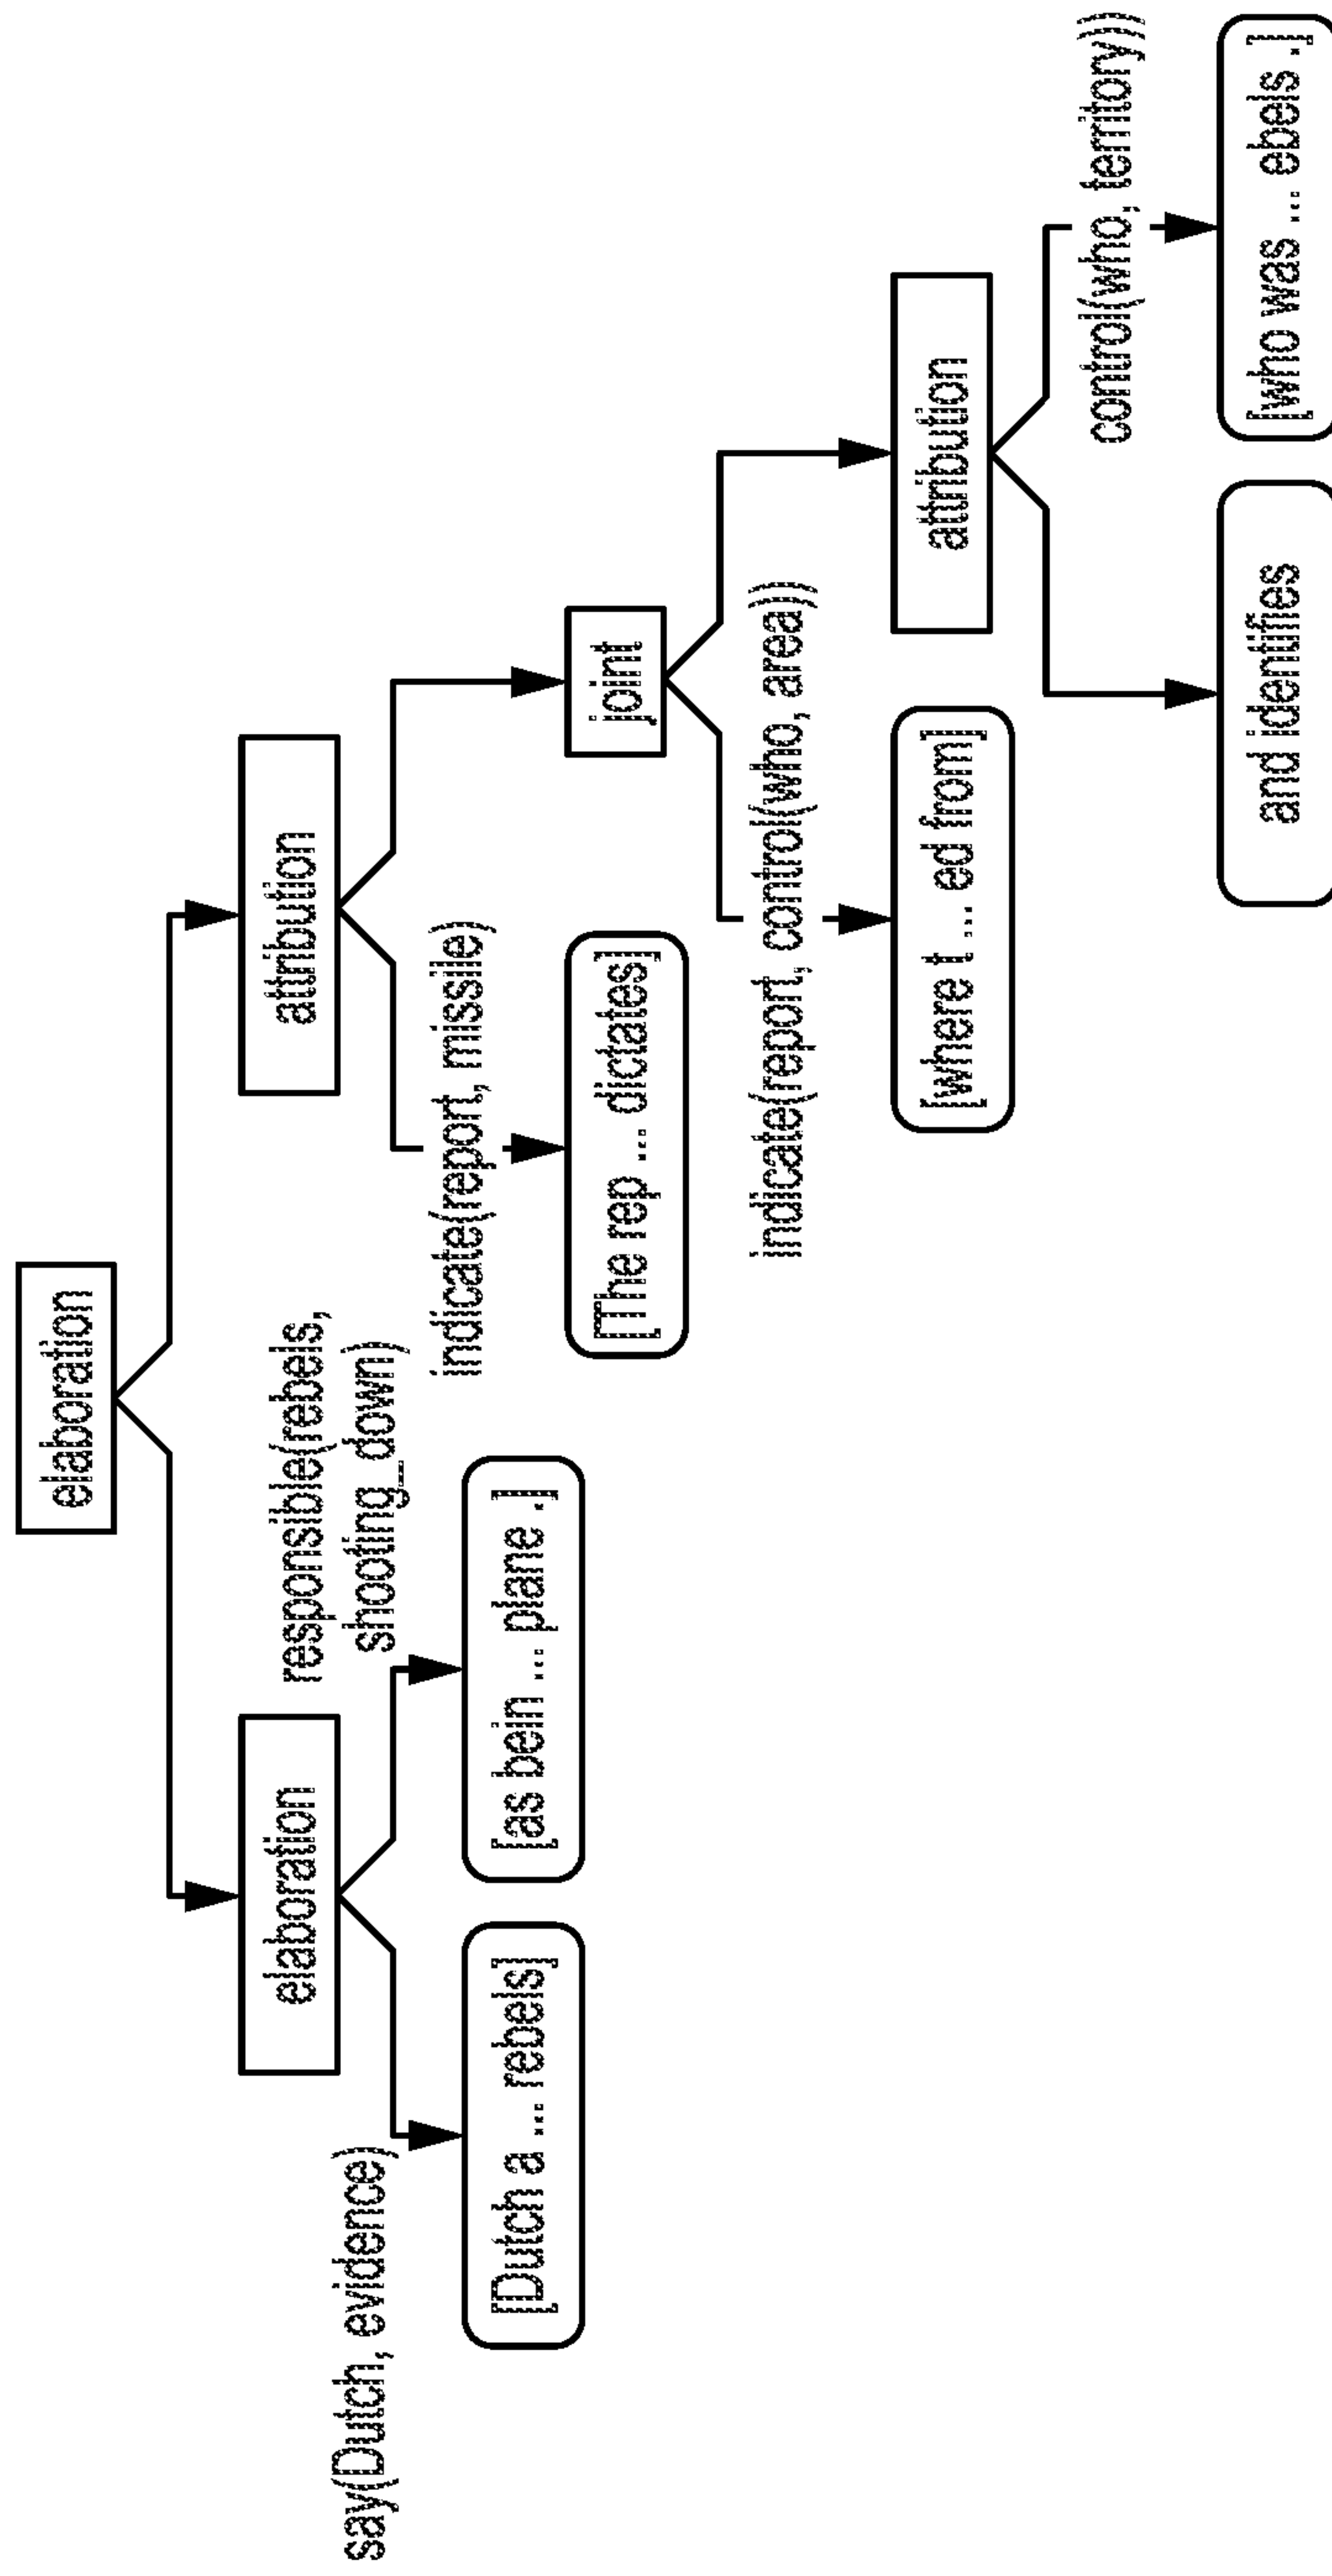 elaboration
elaboration
attribution
say(Dutch, evidence)
responsible(rebels,
shooting_down)
[Dutch a ... rebels]
[as bein ... plane .]
indicate(report, missile)
[The rep ... dictates]
joint
indicate(report, control(who, area))
[where t ... ed from]
attribution
control(who, territory))
and identifies
[who was ... ebels .]